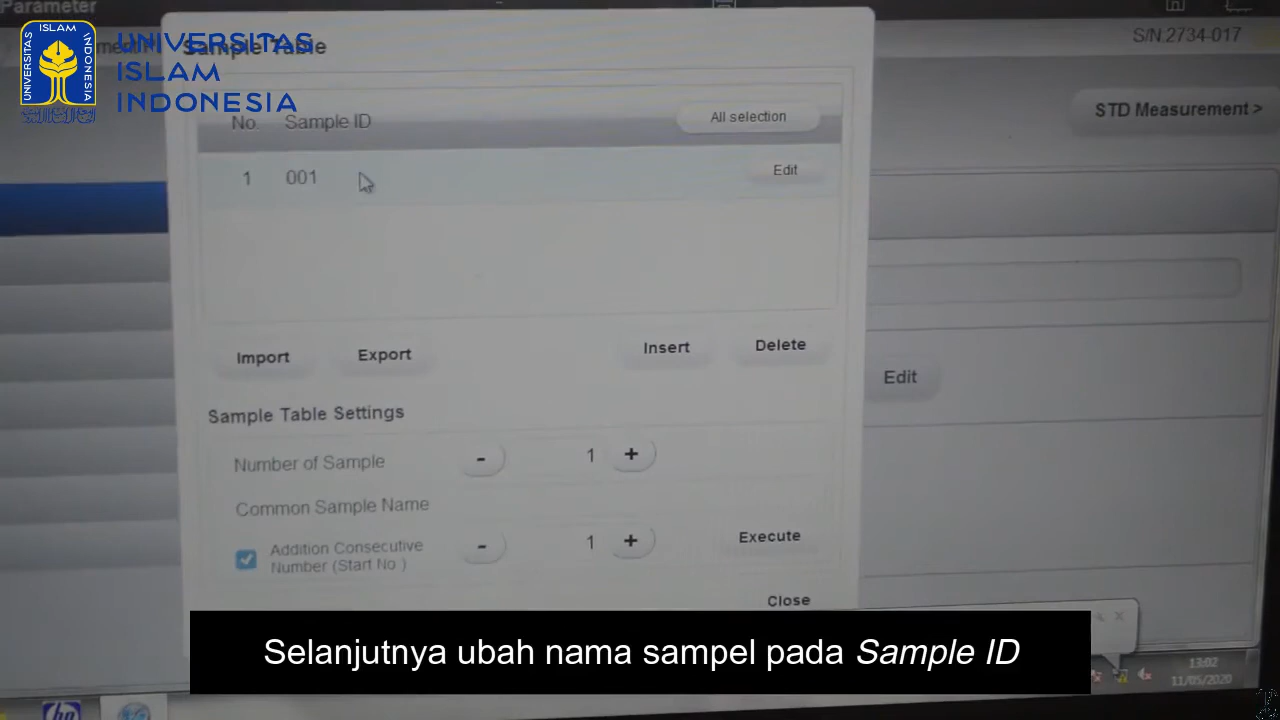 Parameter
S/N:2734-017
Sample Table
UNIVERSITAS
ISLAM
INDONESIA
ISLAM
UNIVERSITAS
INDONESIA
STD Measurement >
No. Sample ID All selection
1 001 Edit
Import Export Insert Delete
Edit
Sample Table Settings
Number of Sample - 1 +
Common Sample Name
Addition Consecutive
Number (Start No.) - 1 + Execute
Close
Selanjutnya ubah nama sampel pada Sample ID
13:02
11/05/2020
hp